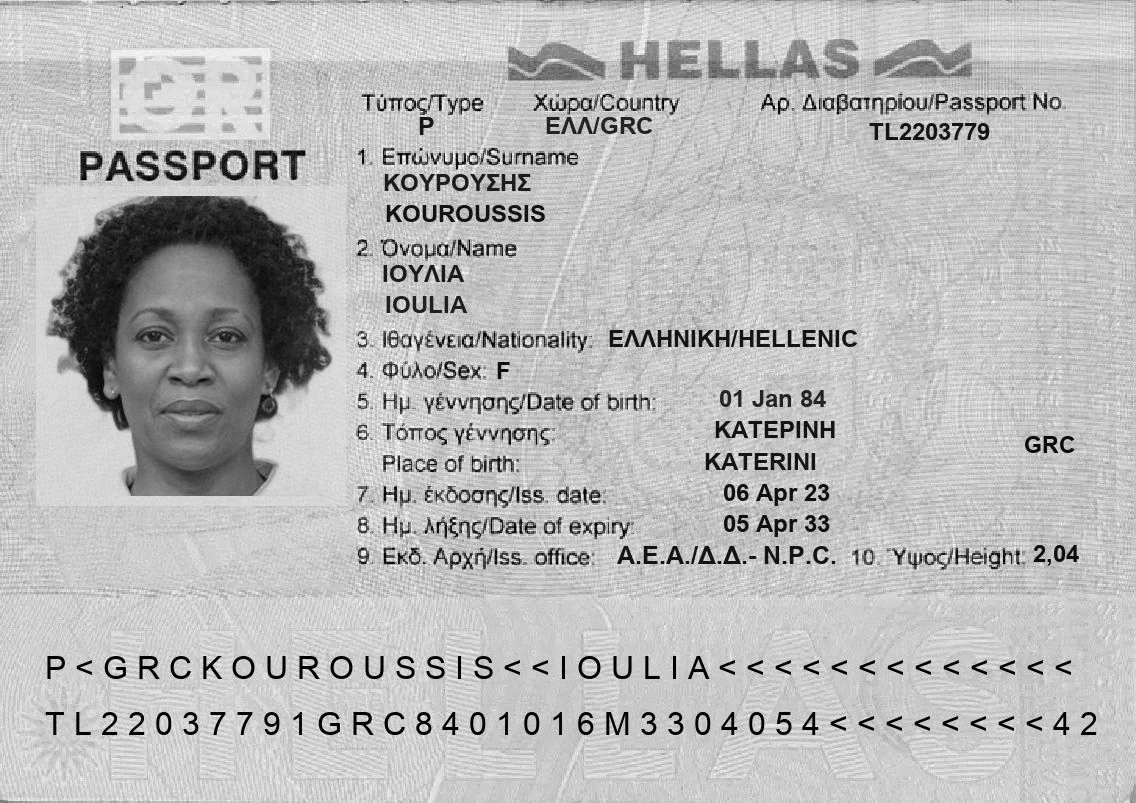 GR
HELLAS
PASSPORT
Τύπος/Type Χώρα/Country Αρ. Διαβατηρίου/Passport No.
P ΕΛΛ/GRC TL2203779
1. Επώνυμο/Surname
ΚΟΥΡΟΥΣΗΣ
KOUROUSSIS
2. Όνομα/Name
ΙΟΥΛΙΑ
IOULIA
3. Ιθαγένεια/Nationality: ΕΛΛΗΝΙΚΗ/HELLENIC
4. Φύλο/Sex: F
5. Ημ. γέννησης/Date of birth: 01 Jan 84
6. Τόπος γέννησης: ΚΑΤΕΡΙΝΗ
Place of birth: KATERINI GRC
7. Ημ. έκδοσης/Iss. date: 06 Apr 23
8. Ημ. λήξης/Date of expiry: 05 Apr 33
9 Εκδ. Αρχή/Iss. office: Α.Ε.Α./Δ.Δ.- N.P.C. 10. Ύψος/Height: 2,04
P<GRCKOUROUSSIS<<IOULIA<<<<<<<<<<<<<<
TL22037791GRC8401016M3304054<<<<<<<<42
HELLAS